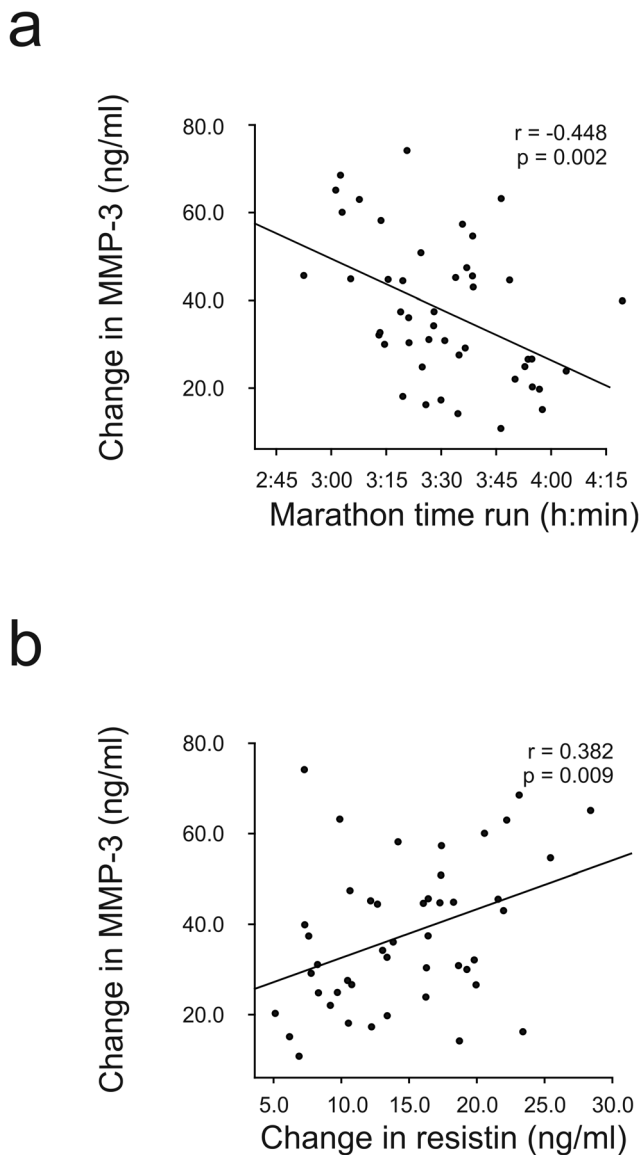 a
Change in MMP-3 (ng/ml)
80.0
60.0
40.0
20.0
r = -0.448
p = 0.002
2:45 3:00 3:15 3:30 3:45 4:00 4:15
Marathon time run (h:min)
b
Change in MMP-3 (ng/ml)
80.0
60.0
40.0
20.0
r = 0.382
p = 0.009
5.0 10.0 15.0 20.0 25.0 30.0
Change in resistin (ng/ml)